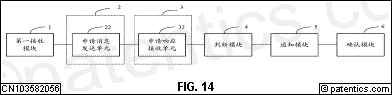 1
2
22
3
32
4
5
6
第一接收
模块
申请消息
发送单元
申请响应
接收单元
判断模块
通知模块
确认模块
FIG. 14
CN103582056
© patentics.com